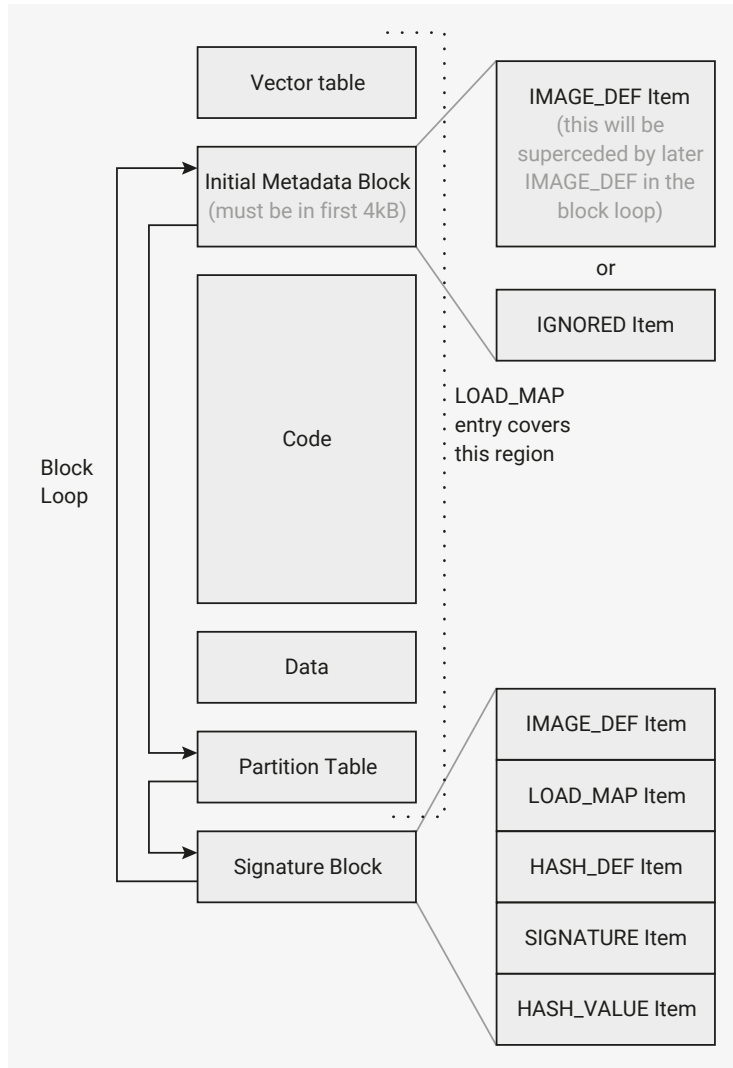 Vector table
Initial Metadata Block
(must be in first 4kB)
IMAGE_DEF Item
(this will be
superceded by later
IMAGE_DEF in the
block loop)
or
IGNORED Item
Code
LOAD_MAP
entry covers
this region
Block
Loop
Data
Partition Table
Signature Block
IMAGE_DEF Item
LOAD_MAP Item
HASH_DEF Item
SIGNATURE Item
HASH_VALUE Item